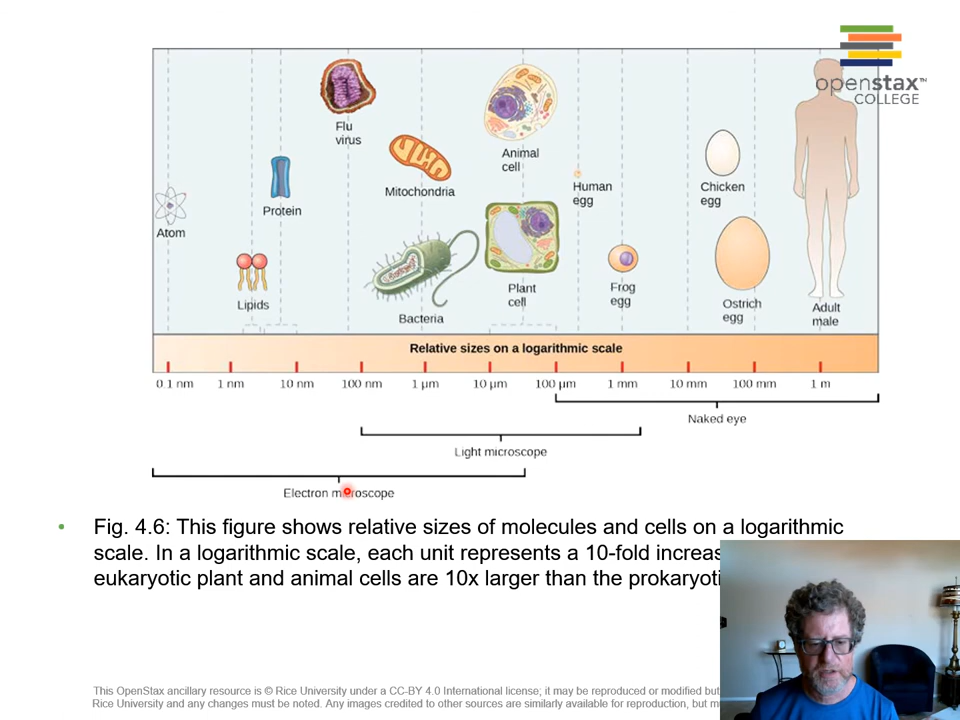 openstax™
COLLEGE
Flu
virus
Animal
cell
Mitochondria
Human
egg
Chicken
egg
Protein
Atom
Lipids
Bacteria
Plant
cell
Frog
egg
Ostrich
egg
Adult
male
Relative sizes on a logarithmic scale
0.1 nm 1 nm 10 nm 100 nm 1 µm 10 µm 100 µm 1 mm 10 mm 100 mm 1 m
Naked eye
Light microscope
Electron microscope
• Fig. 4.6: This figure shows relative sizes of molecules and cells on a logarithmic
scale. In a logarithmic scale, each unit represents a 10-fold
eukaryotic plant and animal cells are 10x larger than the
This OpenStax ancillary resource is © Rice University under a CC-BY 4.0 International license; it may be reproduced or modified but
Rice University and any changes must be noted. Any images credited to other sources are similarly available for reproduction, but